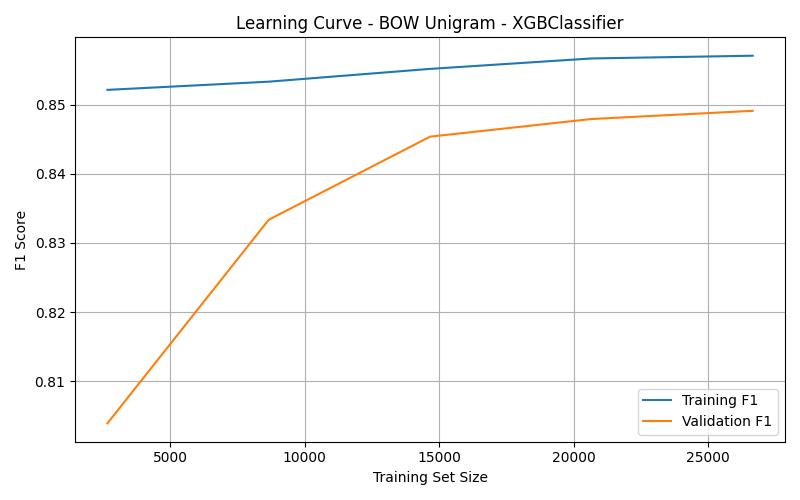 Learning Curve - BOW Unigram - XGBClassifier
F1 Score
0.85
0.84
0.83
0.82
0.81
5000 10000 15000 20000 25000
Training Set Size
Training F1
Validation F1